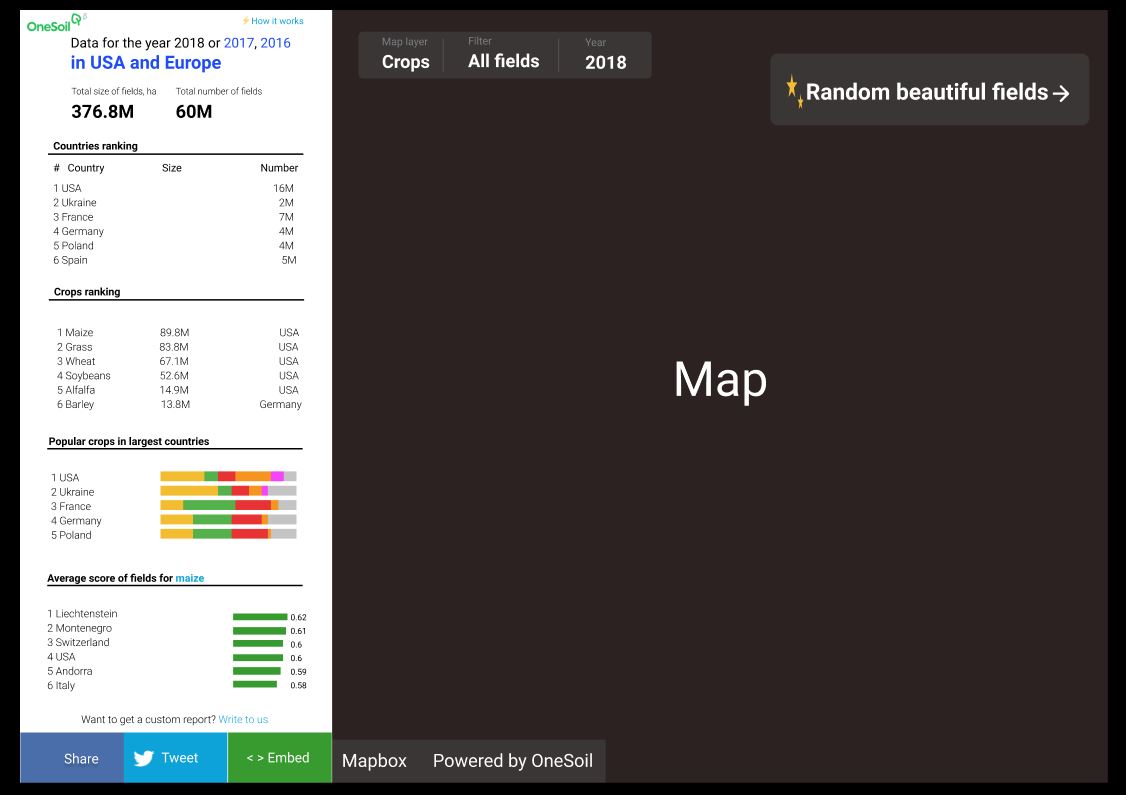 OneSoil β
⚡How it works
Data for the year 2018 or 2017, 2016
in USA and Europe
Total size of fields, ha Total number of fields
376.8M 60M
Countries ranking
# Country Size Number
1 USA 16M
2 Ukraine 2M
3 France 7M
4 Germany 4M
5 Poland 4M
6 Spain 5M
Crops ranking
1 Maize 89.8M USA
2 Grass 83.8M USA
3 Wheat 67.1M USA
4 Soybeans 52.6M USA
5 Alfalfa 14.9M USA
6 Barley 13.8M Germany
Popular crops in largest countries
1 USA
2 Ukraine
3 France
4 Germany
5 Poland
Average score of fields for maize
1 Liechtenstein 0.62
2 Montenegro 0.61
3 Switzerland 0.6
4 USA 0.6
5 Andorra 0.59
6 Italy 0.58
Want to get a custom report? Write to us
Share Tweet < > Embed
Map layer Filter Year
Crops All fields 2018
Random beautiful fields→
Map
Mapbox Powered by OneSoil